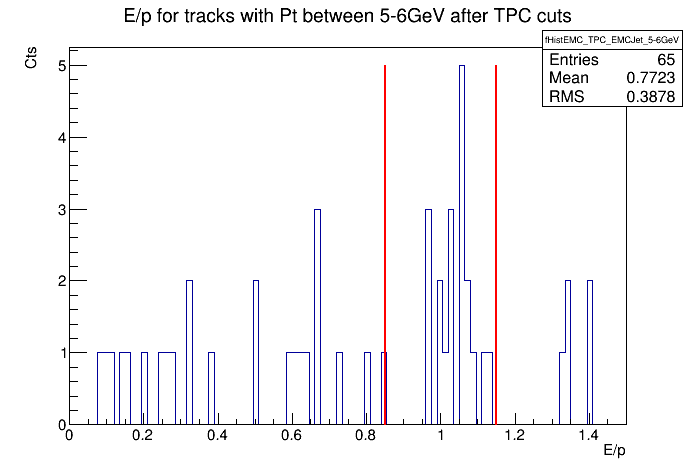 E/p for tracks with Pt between 5-6GeV after TPC cuts
fHistEMC_TPC_EMCJet_5-6GeV
Entries 65
Mean 0.7723
RMS 0.3878
Cts
5
4
3
2
1
0
0 0.2 0.4 0.6 0.8 1 1.2 1.4
E/p